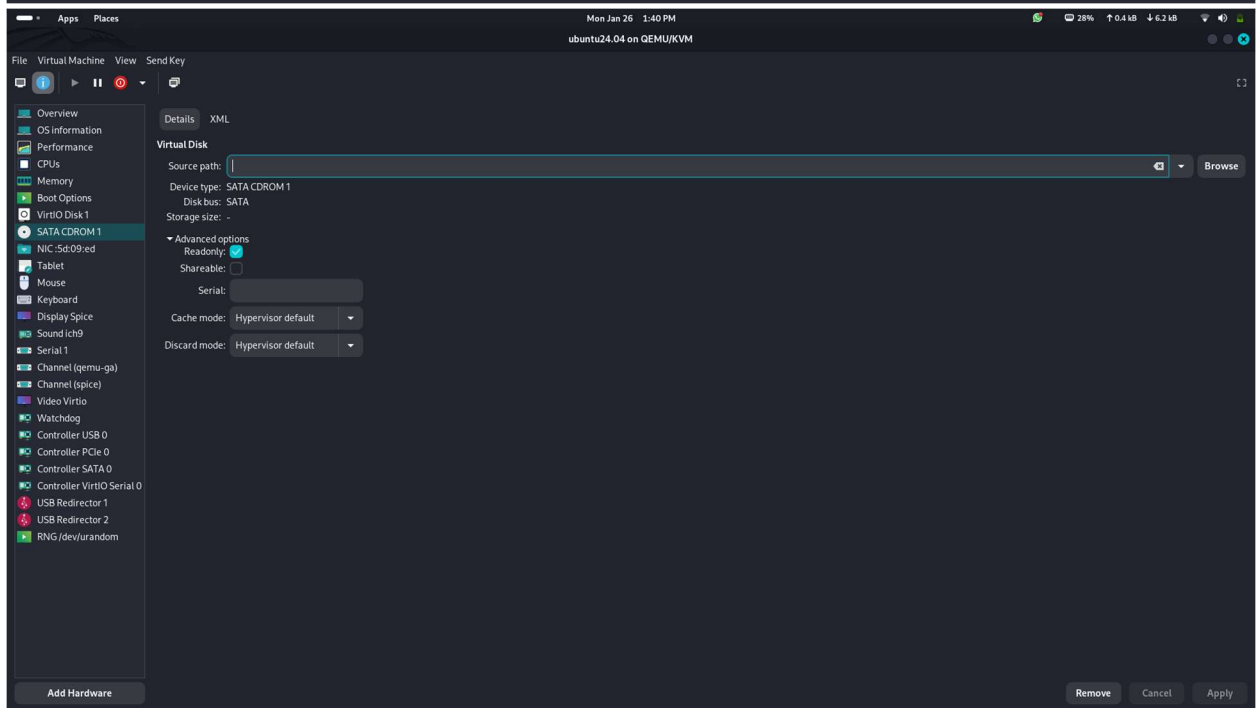 Apps Places Mon Jan 26 1:40 PM 28% ↑ 0.4 kB ↓ 6.2 kB
ubuntu24.04 on QEMU/KVM
File Virtual Machine View Send Key
Overview
OS information
Performance
CPUs
Memory
Boot Options
VirtIO Disk 1
SATA CDROM 1
NIC :5d:09:ed
Tablet
Mouse
Keyboard
Display Spice
Sound ich9
Serial 1
Channel (qemu-ga)
Channel (spice)
Video Virtio
Watchdog
Controller USB 0
Controller PCIe 0
Controller SATA 0
Controller VirtIO Serial 0
USB Redirector 1
USB Redirector 2
RNG /dev/urandom
Add Hardware
Details XML
Virtual Disk
Source path: Browse
Device type: SATA CDROM 1
Disk bus: SATA
Storage size: -
Advanced options
Readonly:
Shareable:
Serial:
Cache mode: Hypervisor default
Discard mode: Hypervisor default
Remove Cancel Apply